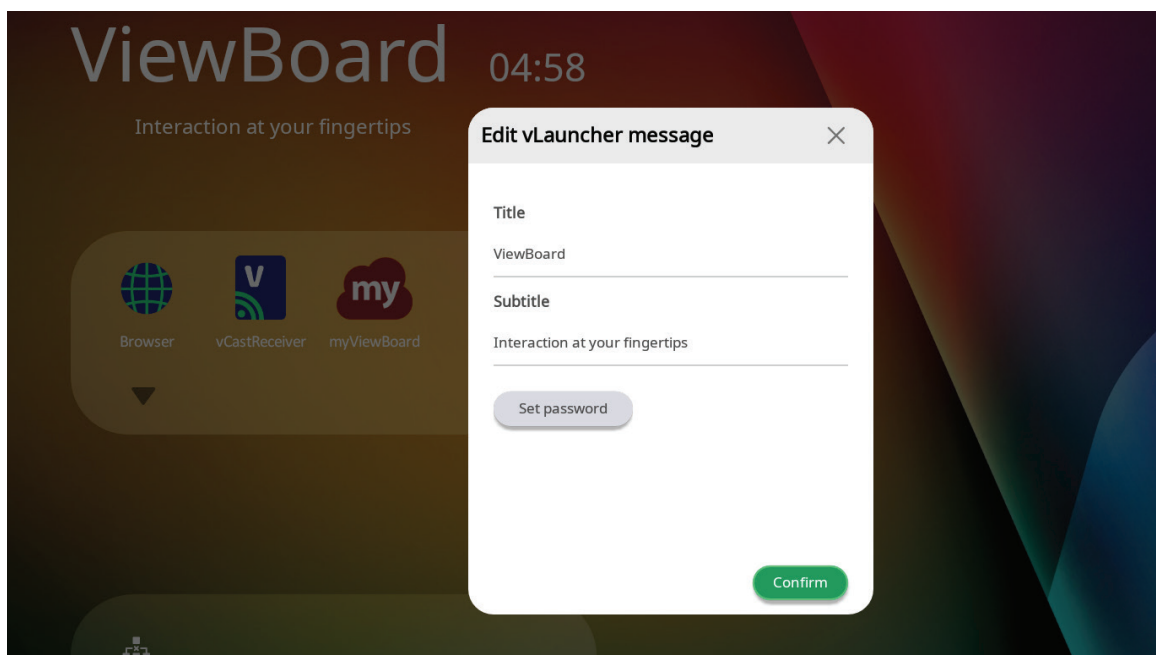 ViewBoard 04:58
Interaction at your fingertips
Edit vLauncher message
Title
ViewBoard
Subtitle
Interaction at your fingertips
Set password
Confirm
V
my
Browser vCastReceiver myViewBoard